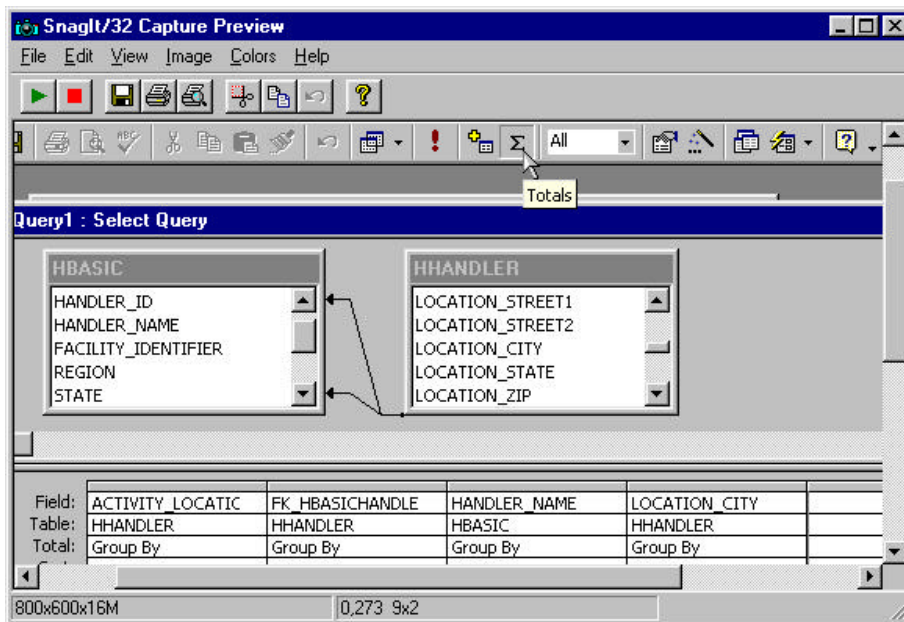 SnagIt/32 Capture Preview
File Edit View Image Colors Help
ABC
Σ All
Totals
Query1 : Select Query
HBASIC HHANDLER
HANDLER_ID LOCATION_STREET1
HANDLER_NAME LOCATION_STREET2
FACILITY_IDENTIFIER LOCATION_CITY
REGION LOCATION_STATE
STATE LOCATION_ZIP
Field: ACTIVITY_LOCATIC FK_HBASICHANDLE HANDLER_NAME LOCATION_CITY
Table: HHANDLER HHANDLER HBASIC HHANDLER
Total: Group By Group By Group By Group By
800x600x16M 0,273 9x2